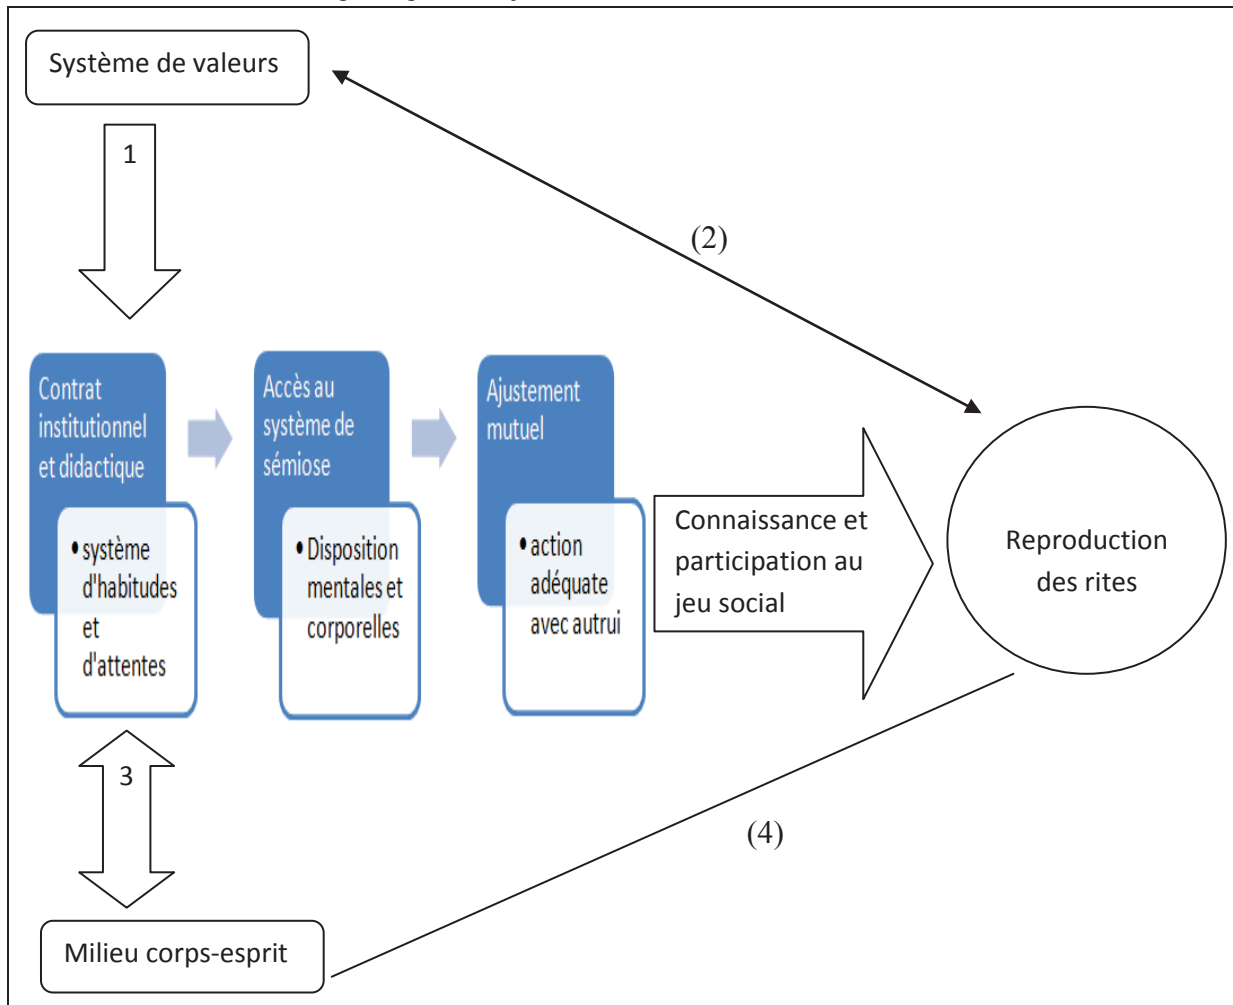 Système de valeurs
1
(2)
Contrat
institutionnel
et didactique
• système
d'habitudes
et
d'attentes
Accès au
système de
sémiose
• Disposition
mentales et
corporelles
Ajustement
mutuel
• action
adéquate
avec autrui
Connaissance et
participation au
jeu social
Reproduction
des rites
3
(4)
Milieu corps-esprit